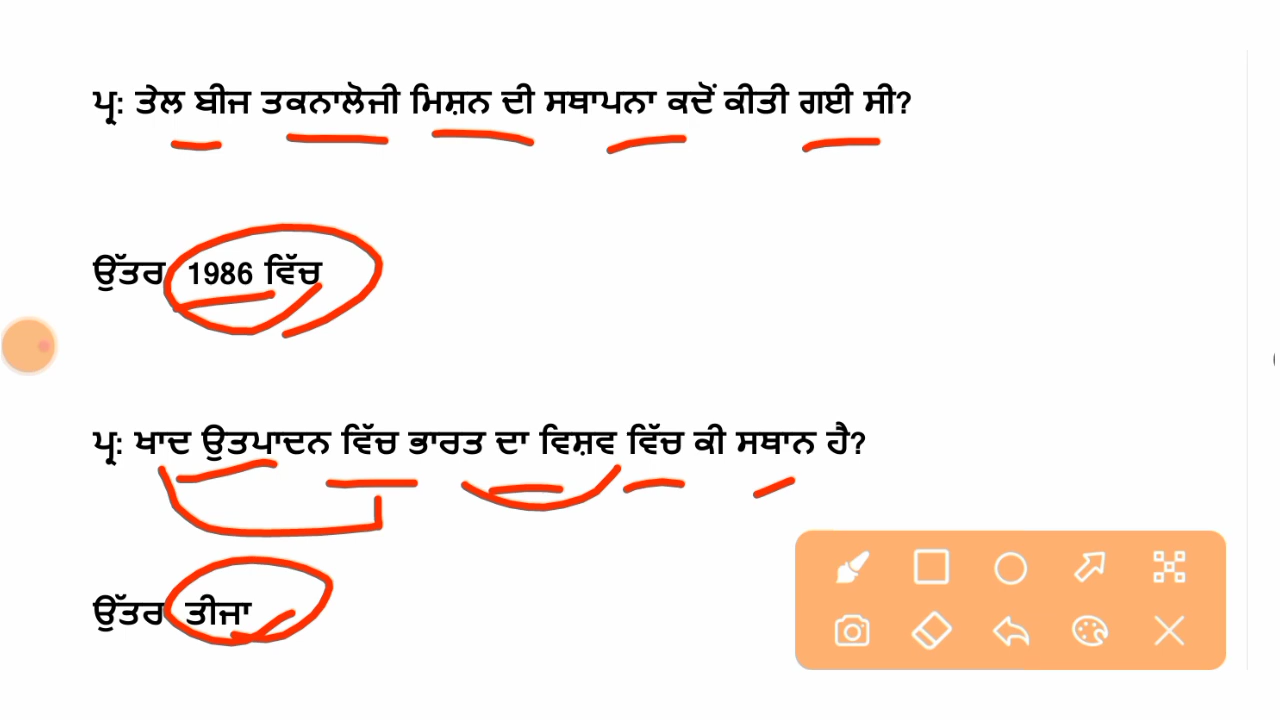 ਪ੍ਰ: ਤੇਲ ਬੀਜ ਤਕਨਾਲੋਜੀ ਮਿਸ਼ਨ ਦੀ ਸਥਾਪਨਾ ਕਦੋਂ ਕੀਤੀ ਗਈ ਸੀ?
ਉੱਤਰ 1986 ਵਿੱਚ
ਪ੍ਰ: ਖਾਦ ਉਤਪਾਦਨ ਵਿੱਚ ਭਾਰਤ ਦਾ ਵਿਸ਼ਵ ਵਿੱਚ ਕੀ ਸਥਾਨ ਹੈ?
ਉੱਤਰ ਤੀਜਾ